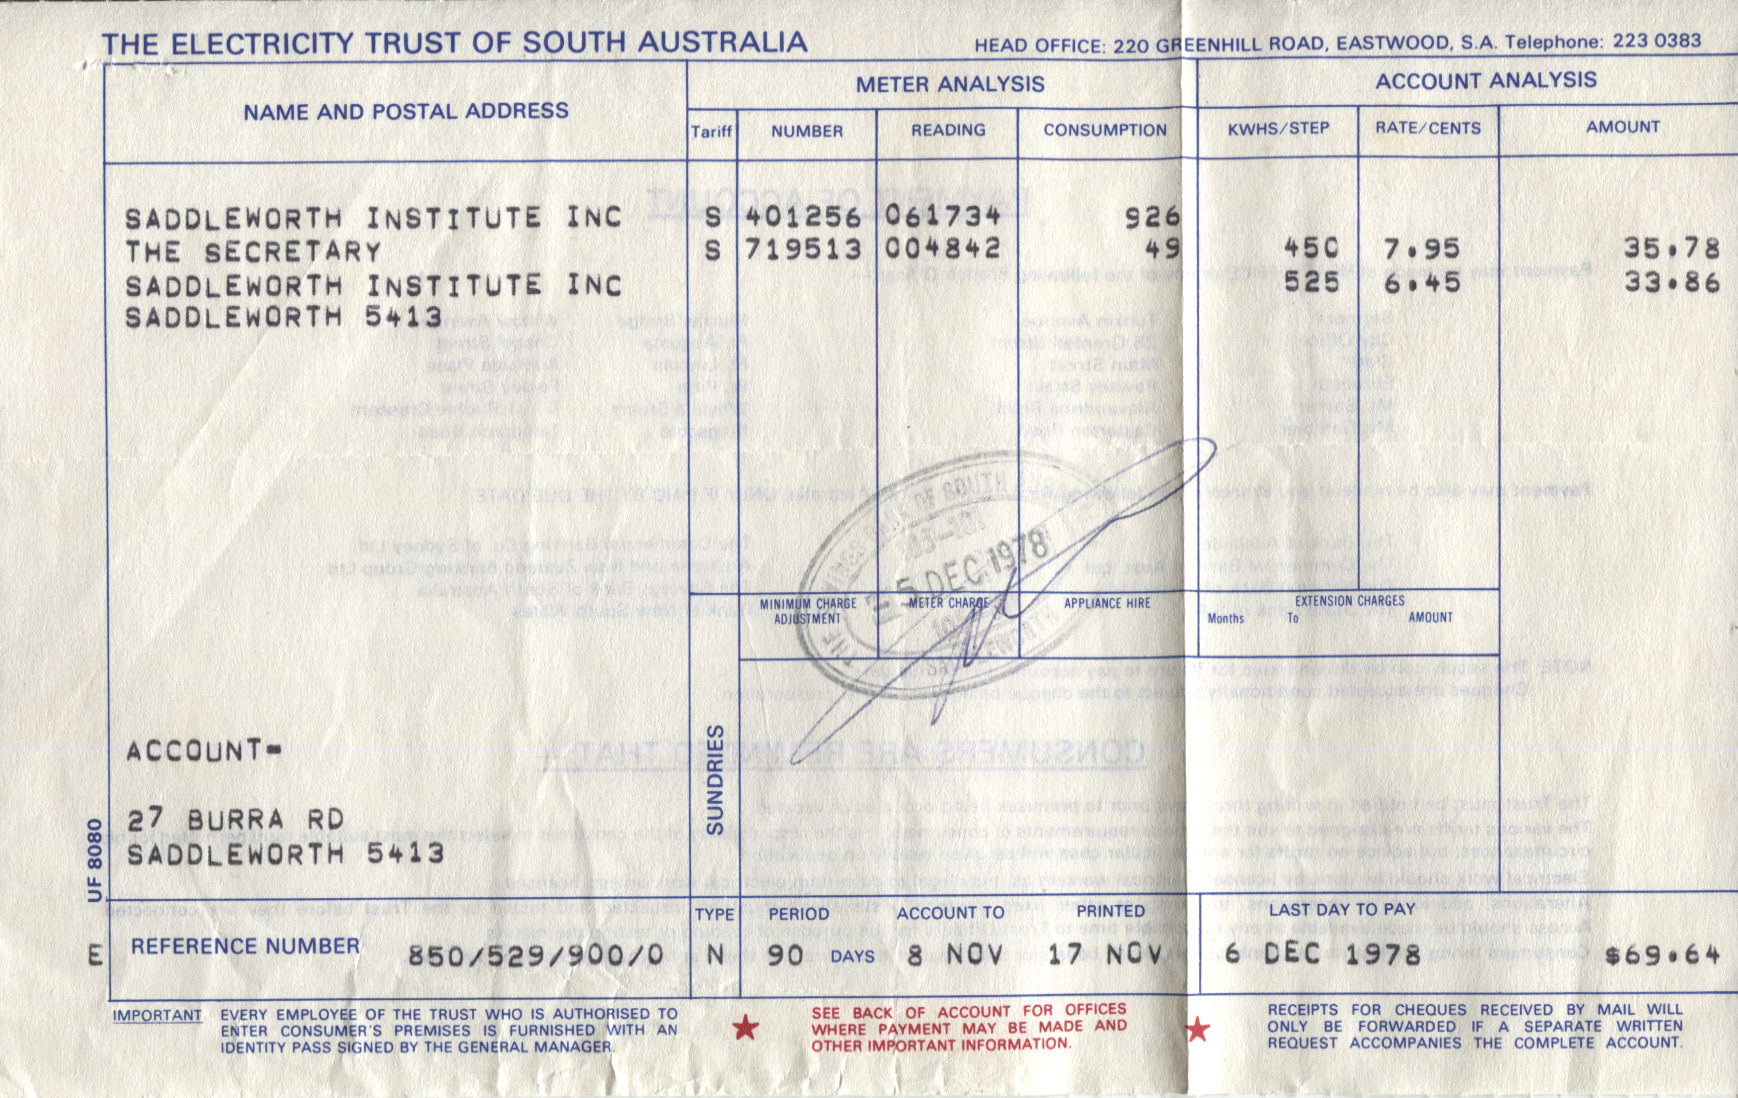 THE ELECTRICITY TRUST OF SOUTH AUSTRALIA
HEAD OFFICE: 220 GREENHILL ROAD, EASTWOOD, S.A. Telephone: 223 0383
NAME AND POSTAL ADDRESS
METER ANALYSIS
ACCOUNT ANALYSIS
Tariff NUMBER READING CONSUMPTION KWHS/STEP RATE/CENTS AMOUNT
SADDLEWORTH INSTITUTE INC S 401256 061734 926
THE SECRETARY S 719513 004842 49 450 7.95 35.78
SADDLEWORTH INSTITUTE INC 525 6.45 33.86
SADDLEWORTH 5413
OF SOUTH
5 DEC 1978
SADDLEWORTH
THE
MINIMUM CHARGE ADJUSTMENT
METER CHARGE
APPLIANCE HIRE
EXTENSION CHARGES
Months To AMOUNT
SUNDRIES
ACCOUNT-
27 BURRA RD
SADDLEWORTH 5413
UF 8080
E
REFERENCE NUMBER 850/529/900/0
TYPE PERIOD ACCOUNT TO PRINTED LAST DAY TO PAY
N 90 DAYS 8 NOV 17 NOV 6 DEC 1978 $69.64
IMPORTANT EVERY EMPLOYEE OF THE TRUST WHO IS AUTHORISED TO
ENTER CONSUMER'S PREMISES IS FURNISHED WITH AN
IDENTITY PASS SIGNED BY THE GENERAL MANAGER.
SEE BACK OF ACCOUNT FOR OFFICES
WHERE PAYMENT MAY BE MADE AND
OTHER IMPORTANT INFORMATION.
RECEIPTS FOR CHEQUES RECEIVED BY MAIL WILL
ONLY BE FORWARDED IF A SEPARATE WRITTEN
REQUEST ACCOMPANIES THE COMPLETE ACCOUNT.